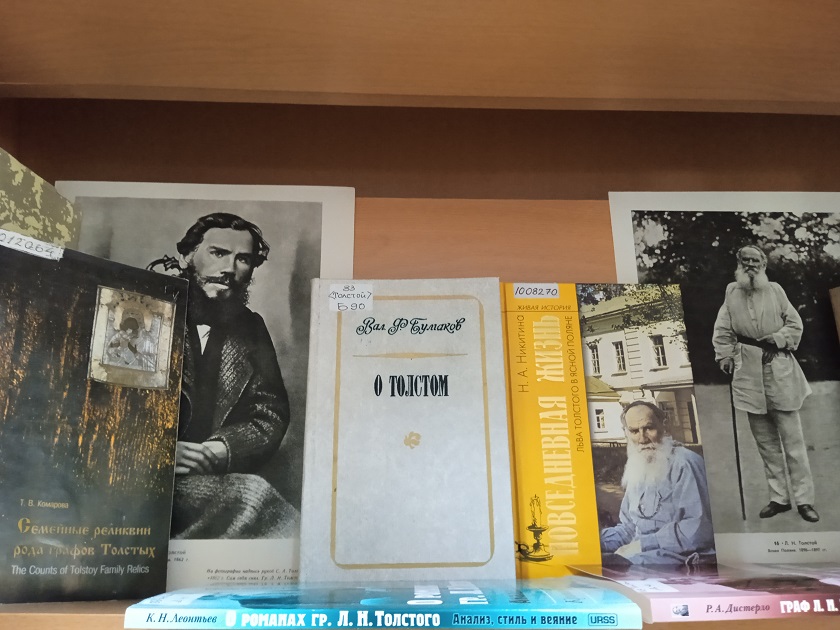 012064
Т. В. Комарова
Семейные реликвии
рода графов Толстых
The Counts of Tolstoy Family Relics
83
(Толстой)
Б 90
Вал. Ф Булгаков
О ТОЛСТОМ
1008270
ЖИВАЯ ИСТОРИЯ
Н. А. Никитина
ПОВСЕДНЕВНАЯ ЖИЗНЬ
ЛЬВА ТОЛСТОГО В ЯСНОЙ ПОЛЯНЕ
Л. Н. Толстой
К. Н. Леонтьев
О РОМАНАХ ГР. Л. Н. ТОЛСТОГО
Анализ, стиль и веяние
URSS
Р. А. Дистерло
ГРАФ Л. Н.